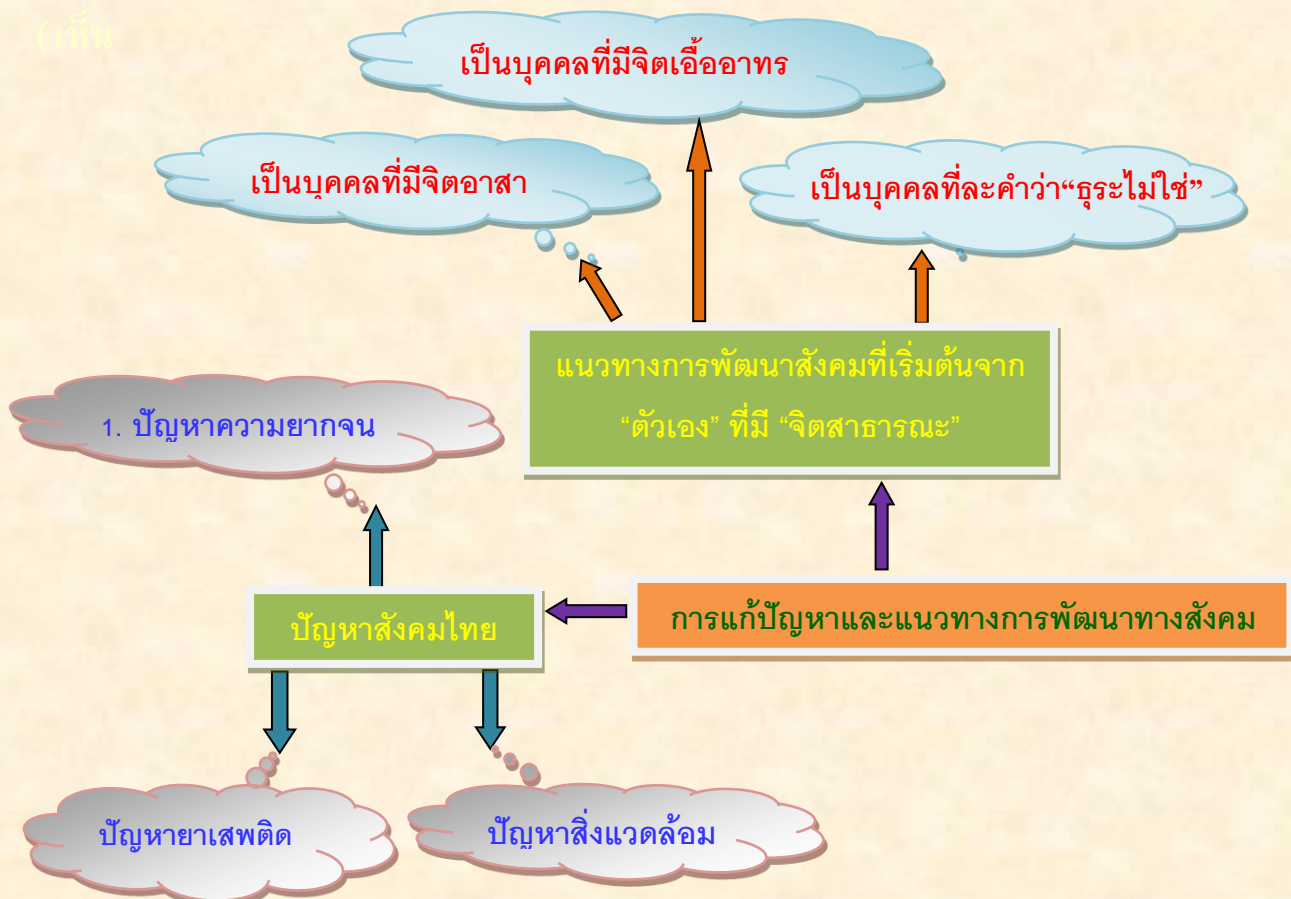 (เห็น
เป็นบุคคลที่มีจิตเอื้ออาทร
เป็นบุคคลที่มีจิตอาสา
เป็นบุคคลที่ละคำว่า“ธุระไม่ใช่”
แนวทางการพัฒนาสังคมที่เริ่มต้นจาก
“ตัวเอง” ที่มี “จิตสาธารณะ”
1. ปัญหาความยากจน
ปัญหาสังคมไทย
การแก้ปัญหาและแนวทางการพัฒนาทางสังคม
ปัญหายาเสพติด
ปัญหาสิ่งแวดล้อม